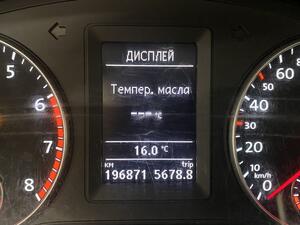 ДИСПЛЕЙ
Темпер. масла
--- °C
16.0 °C
км trip
196871 5678.8
5
6
7
8
60
50
40
30
20
10
0
km/h